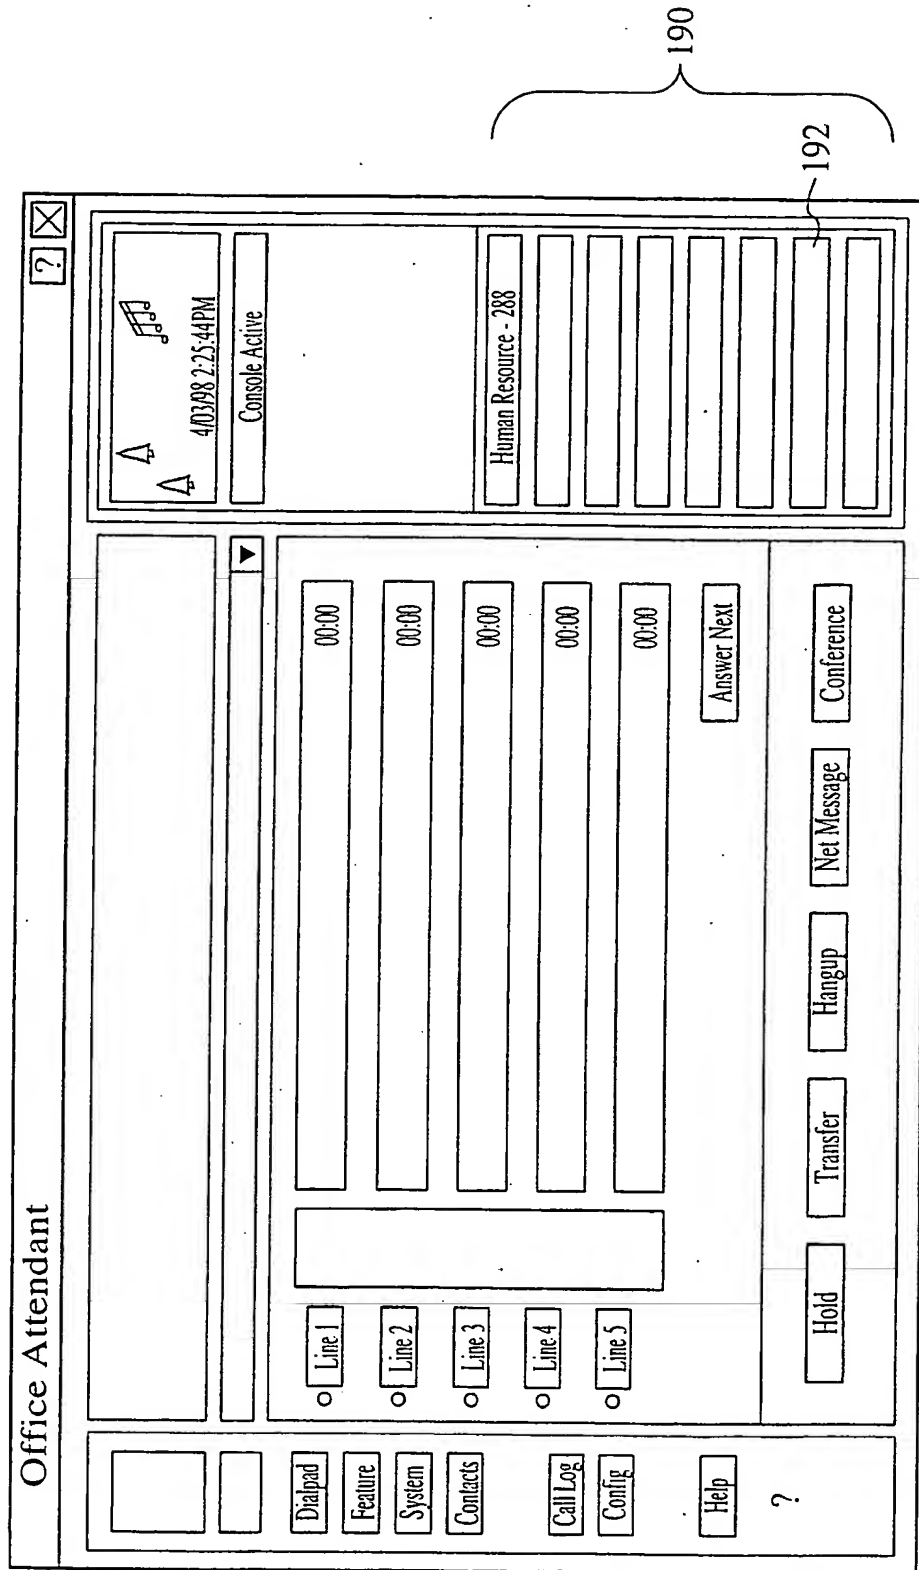 Office Attendant
? X
4/03/98 2:25:44PM
Console Active
Dialpad
Feature
System
Contacts
Call Log
Config
Help
?
Line 1 00:00
Line 2 00:00
Line 3 00:00
Line 4 00:00
Line 5 00:00
Answer Next
Hold Transfer Hangup Net Message Conference
Human Resource - 288
190
192